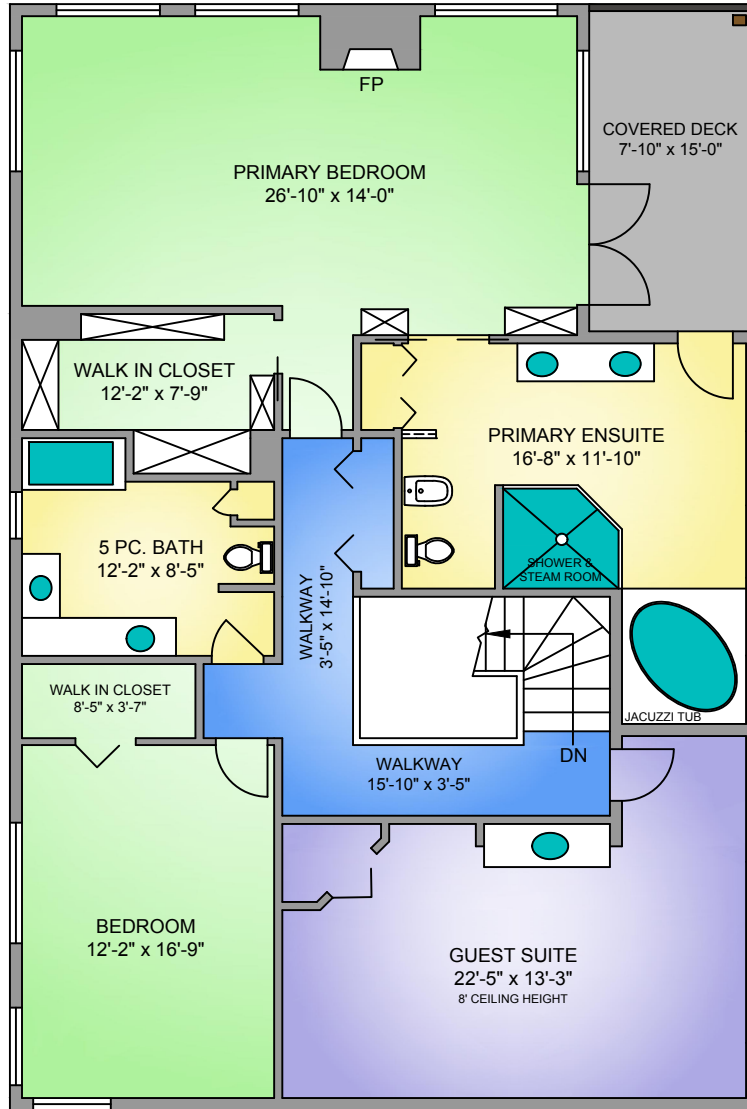 FP
COVERED DECK
7'-10" x 15'-0"
PRIMARY BEDROOM
26'-10" x 14'-0"
WALK IN CLOSET
12'-2" x 7'-9"
PRIMARY ENSUITE
16'-8" x 11'-10"
5 PC. BATH
12'-2" x 8'-5"
SHOWER &
STEAM ROOM
WALKWAY
3'-5" x 14'-10"
WALK IN CLOSET
8'-5" x 3'-7"
JACUZZI TUB
DN
WALKWAY
15'-10" x 3'-5"
BEDROOM
12'-2" x 16'-9"
GUEST SUITE
22'-5" x 13'-3"
8' CEILING HEIGHT